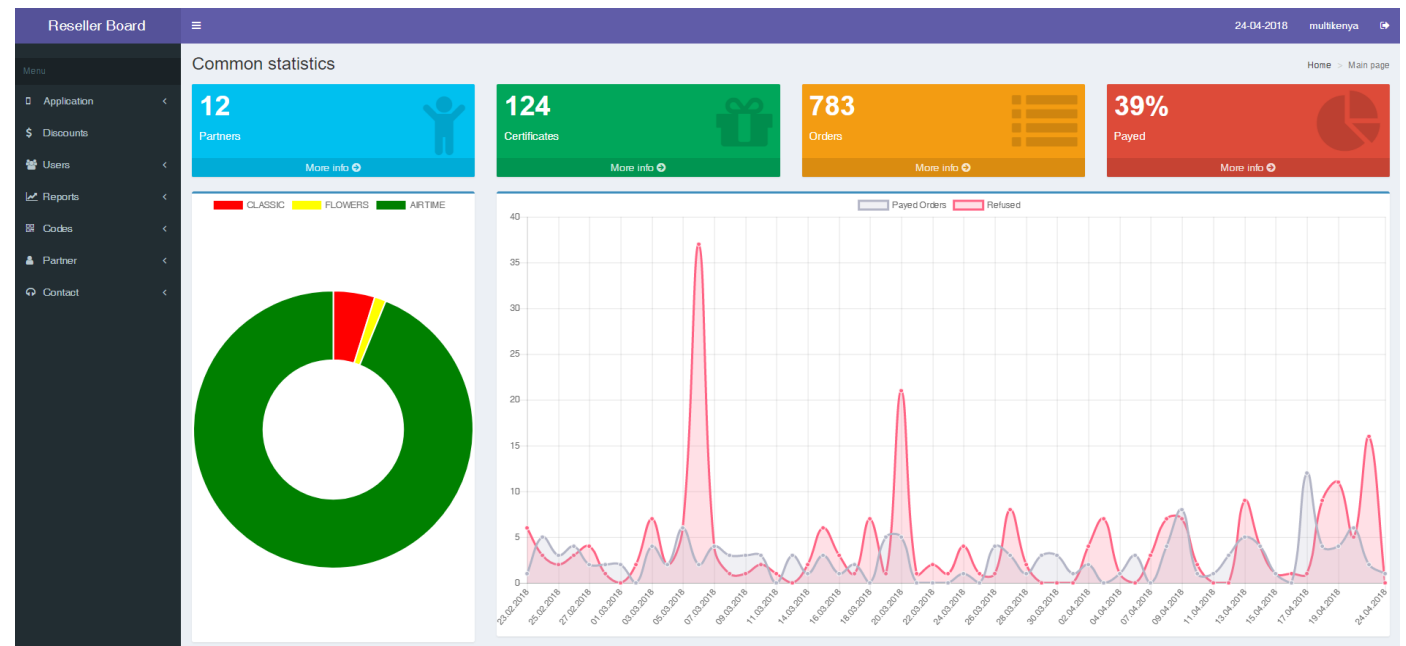 Reseller Board
24-04-2018 multikenya
Menu
Application
Discounts
Users
Reports
Codes
Partner
Contact
Common statistics
Home > Main page
12
Partners
More info
124
Certificates
More info
783
Orders
More info
39%
Payed
More info
CLASSIC FLOWERS AIRTIME
Payed Orders Refused
40
35
30
25
20
15
10
5
0
23.02.2018 25.02.2018 27.02.2018 01.03.2018 03.03.2018 05.03.2018 07.03.2018 09.03.2018 11.03.2018 14.03.2018 16.03.2018 18.03.2018 20.03.2018 22.03.2018 24.03.2018 26.03.2018 28.03.2018 30.03.2018 02.04.2018 04.04.2018 07.04.2018 09.04.2018 11.04.2018 13.04.2018 15.04.2018 17.04.2018 19.04.2018 24.04.2018